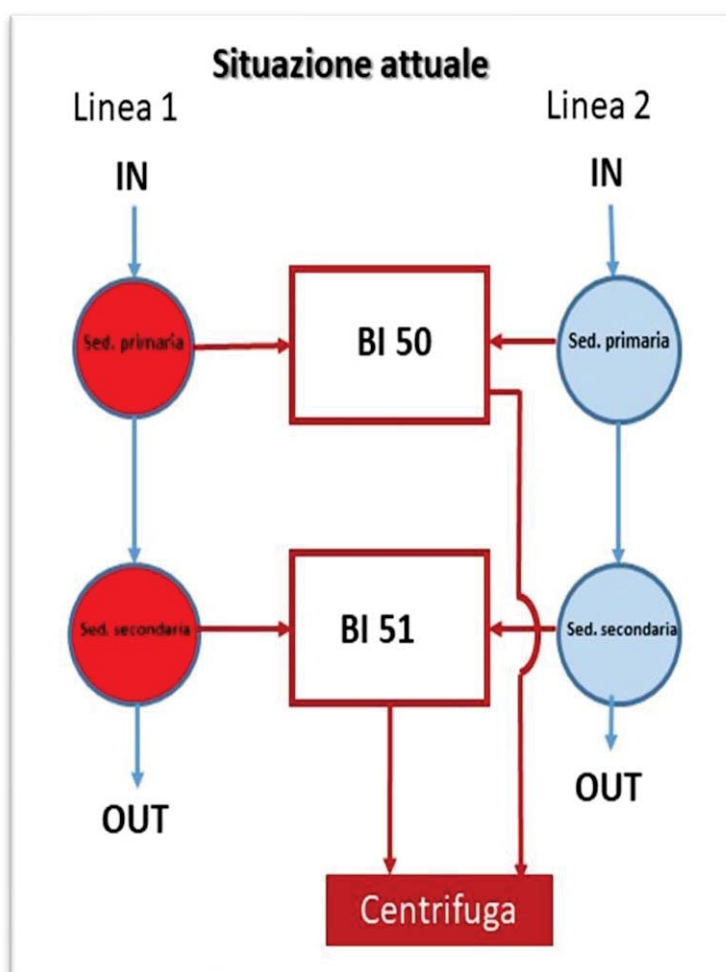 Situazione attuale
Linea 1
Linea 2
IN
IN
Sed. primaria
BI 50
Sed. primaria
Sed. secondaria
BI 51
Sed. secondaria
OUT
OUT
Centrifuga